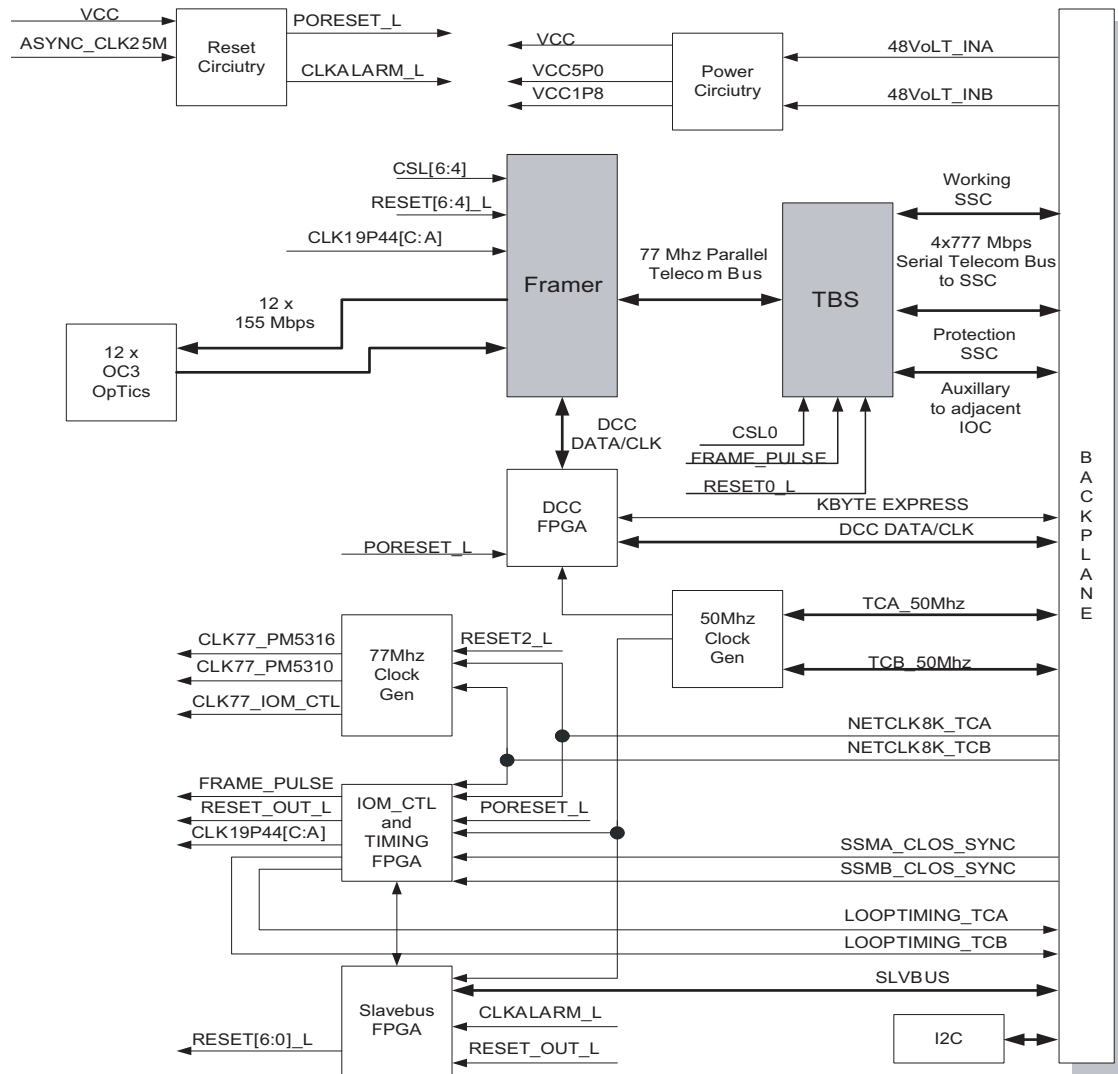 VCC
ASYNC_CLK25M
Reset
Circiutry
PORESET_L
CLKALARM_L
VCC
VCC5P0
VCC1P8
Power
Circiutry
48VoLT_INA
48VoLT_INB
CSL[6:4]
RESET[6:4]_L
CLK19P44[C:A]
Framer
77 Mhz Parallel
Telecom Bus
TBS
Working
SSC
4x777 Mbps
Serial Telecom Bus
to SSC
Protection
SSC
Auxillary
to adjacent
IOC
12 x
155 Mbps
12 x
OC3
OpTics
DCC
DATA/CLK
CSL0
FRAME_PULSE
RESET0_L
DCC
FPGA
KBYTE EXPRESS
DCC DATA/CLK
PORESET_L
BACKPLANE
50Mhz
Clock
Gen
TCA_50Mhz
TCB_50Mhz
CLK77_PM5316
CLK77_PM5310
CLK77_IOM_CTL
77Mhz
Clock
Gen
RESET2_L
NETCLK8K_TCA
NETCLK8K_TCB
FRAME_PULSE
RESET_OUT_L
CLK19P44[C:A]
IOM_CTL
and
TIMING
FPGA
PORESET_L
SSMA_CLOS_SYNC
SSMB_CLOS_SYNC
LOOPTIMING_TCA
LOOPTIMING_TCB
SLVBUS
Slavebus
FPGA
CLKALARM_L
RESET_OUT_L
RESET[6:0]_L
I2C